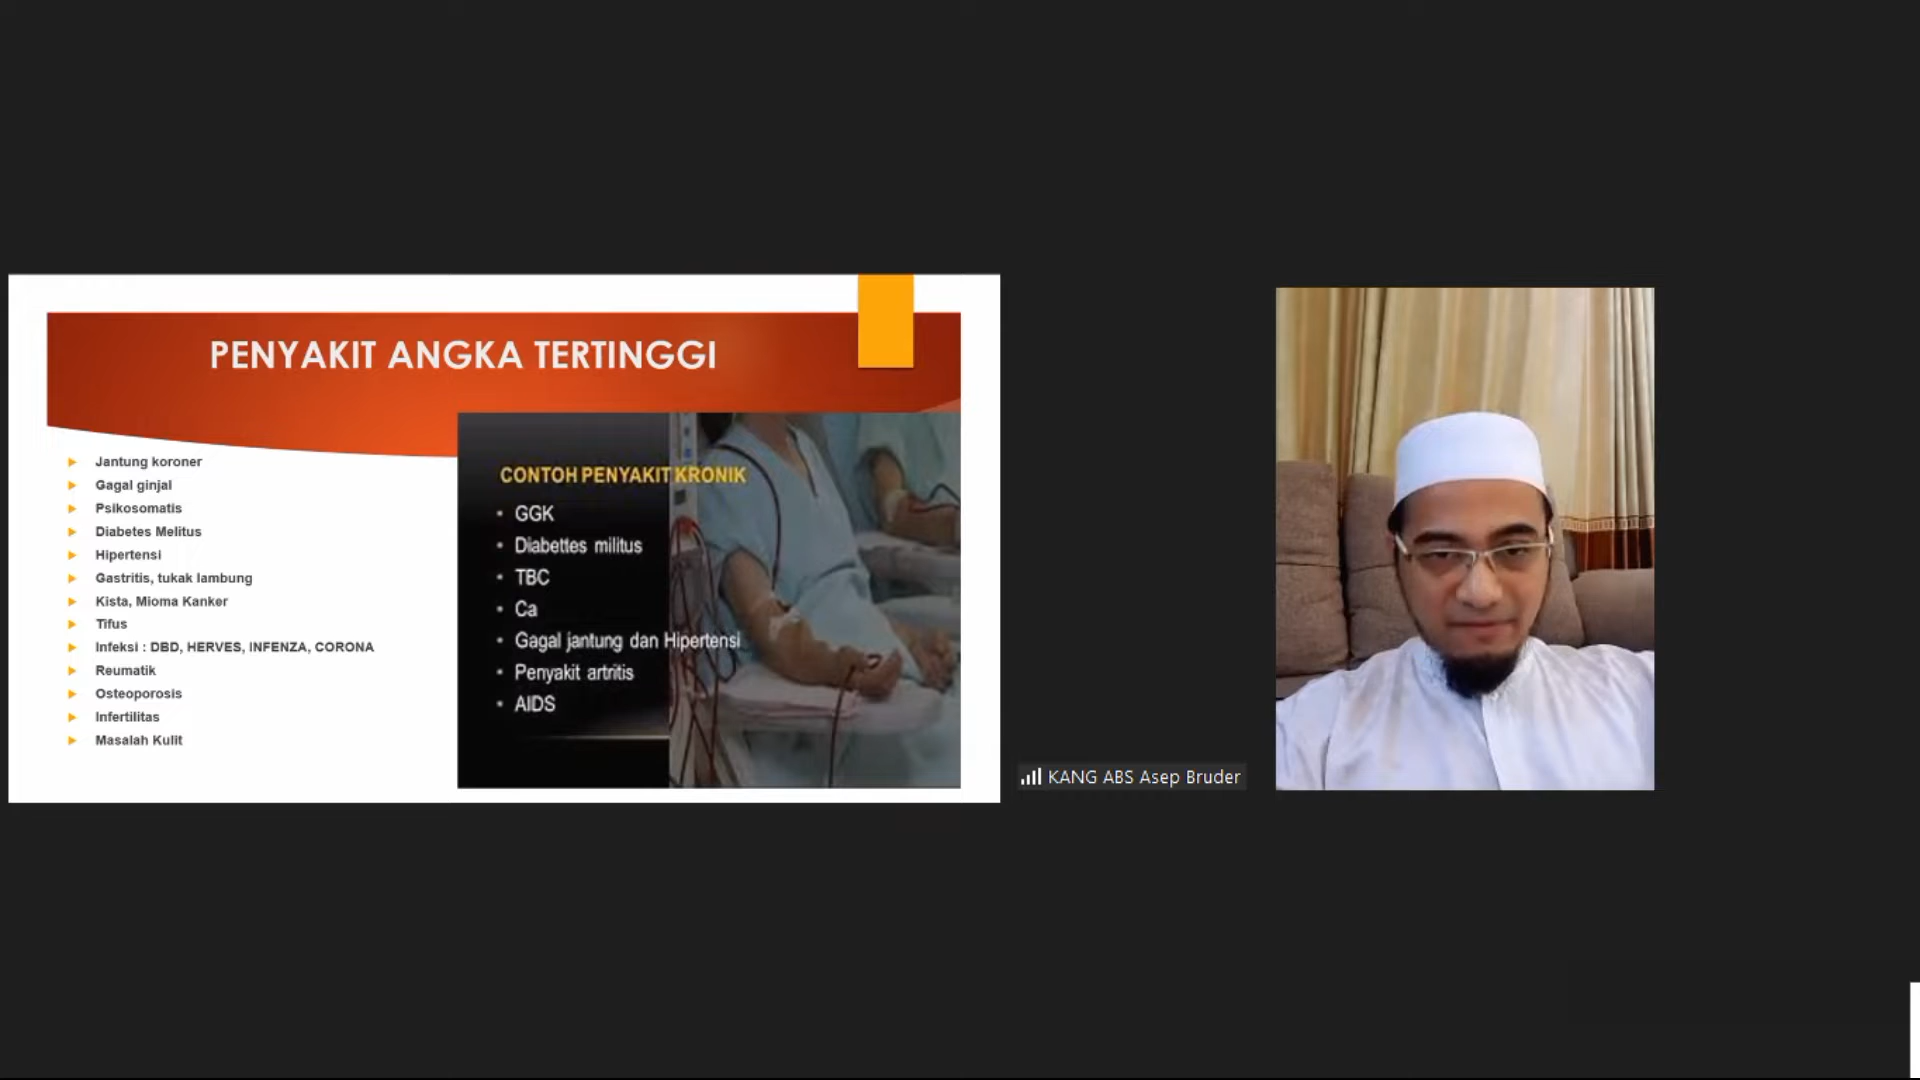 PENYAKIT ANGKA TERTINGGI
Jantung koroner
Gagal ginjal
Psikosomatis
Diabetes Melitus
Hipertensi
Gastritis, tukak lambung
Kista, Mioma Kanker
Tifus
Infeksi : DBD, HERVES, INFENZA, CORONA
Reumatik
Osteoporosis
Infertilitas
Masalah Kulit
CONTOH PENYAKIT KRONIK
GGK
Diabettes militus
TBC
Ca
Gagal jantung dan Hipertensi
Penyakit artritis
AIDS
KANG ABS Asep Bruder